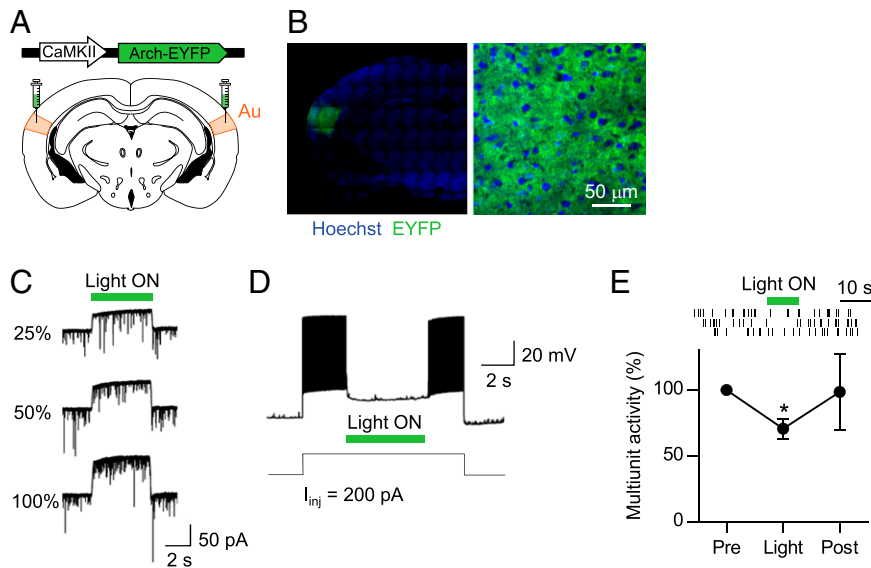 A
CaMKII
Arch-EYFP
Au
B
50 μm
Hoechst EYFP
C
Light ON
25%
50%
100%
50 pA
2 s
D
20 mV
2 s
Light ON
Iinj = 200 pA
E
Light ON
10 s
*
Multiunit activity (%)
100
50
0
Pre Light Post